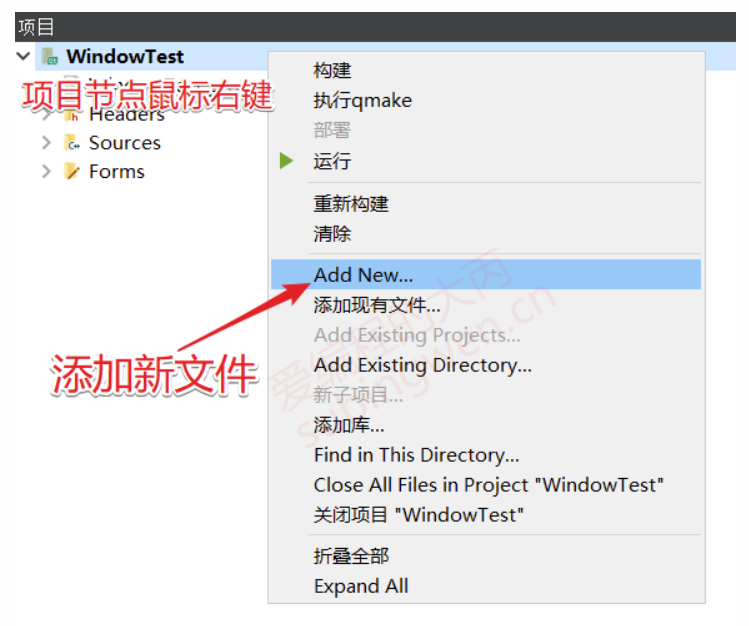 项目
WindowTest
项目节点鼠标右键
Headers
Sources
Forms
构建
执行qmake
部署
运行
重新构建
清除
Add New...
添加现有文件...
Add Existing Projects...
Add Existing Directory...
新子项目...
添加库...
Find in This Directory...
Close All Files in Project "WindowTest"
关闭项目 "WindowTest"
折叠全部
Expand All
添加新文件
爱编程的大丙
subingwen.cn